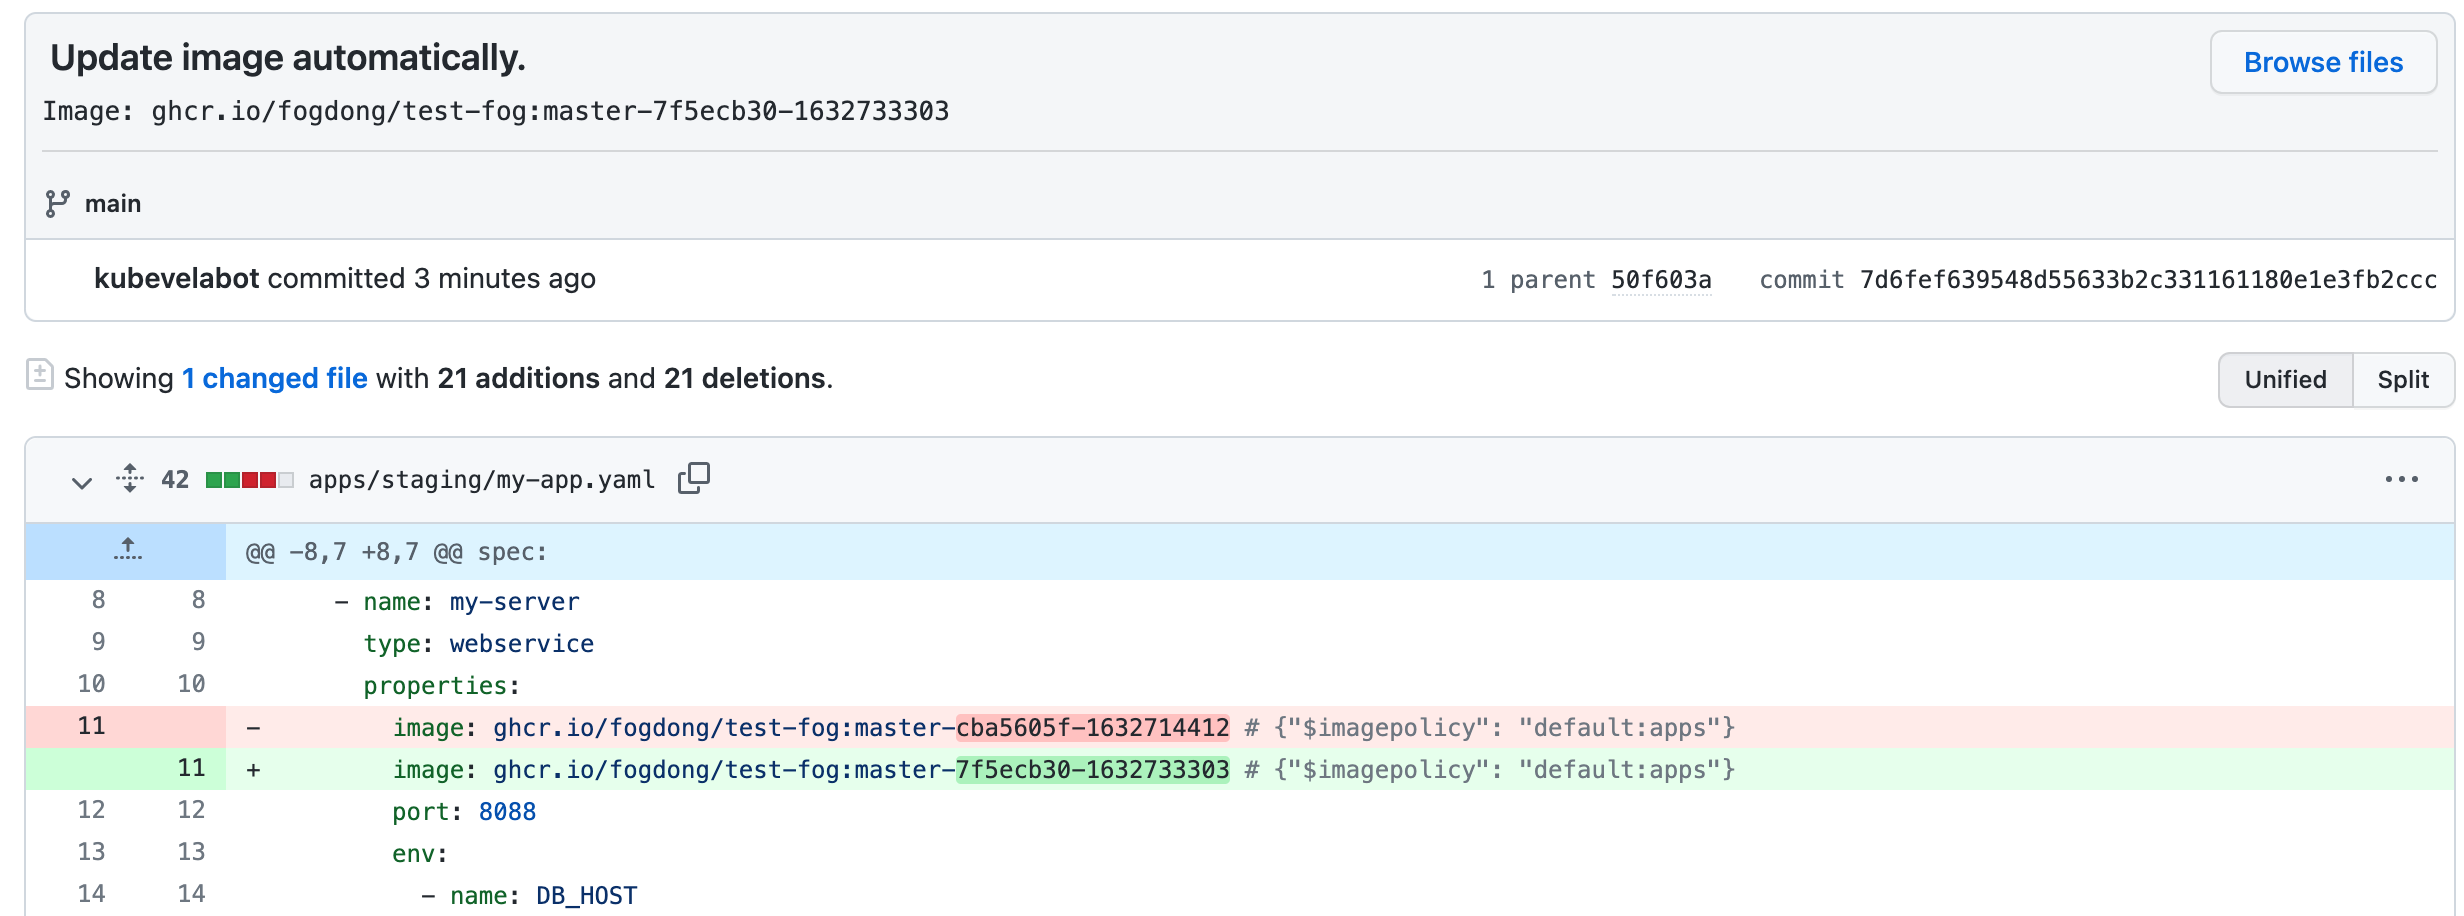 Update image automatically.
Browse files
Image: ghcr.io/fogdong/test-fog:master-7f5ecb30-1632733303
main
kubevelabot committed 3 minutes ago
1 parent 50f603a commit 7d6fef639548d55633b2c331161180e1e3fb2ccc
Showing 1 changed file with 21 additions and 21 deletions.
Unified Split
42 apps/staging/my-app.yaml
@@ -8,7 +8,7 @@ spec:
8 8 - name: my-server
9 9 type: webservice
10 10 properties:
11 - image: ghcr.io/fogdong/test-fog:master-cba5605f-1632714412 # {"$imagepolicy": "default:apps"}
11 + image: ghcr.io/fogdong/test-fog:master-7f5ecb30-1632733303 # {"$imagepolicy": "default:apps"}
12 12 port: 8088
13 13 env:
14 14 - name: DB_HOST